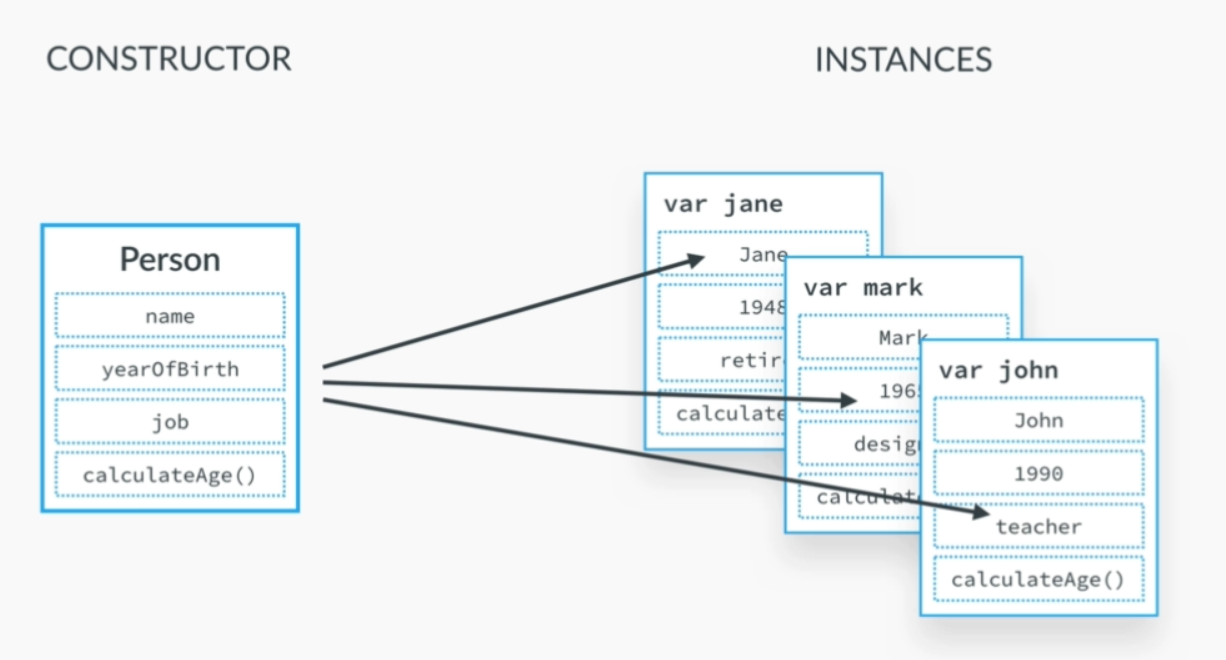 CONSTRUCTOR
INSTANCES
Person
name
yearOfBirth
job
calculateAge()
var jane
Jane
1948
var mark
Mark
var john
John
1990
teacher
calculateAge()